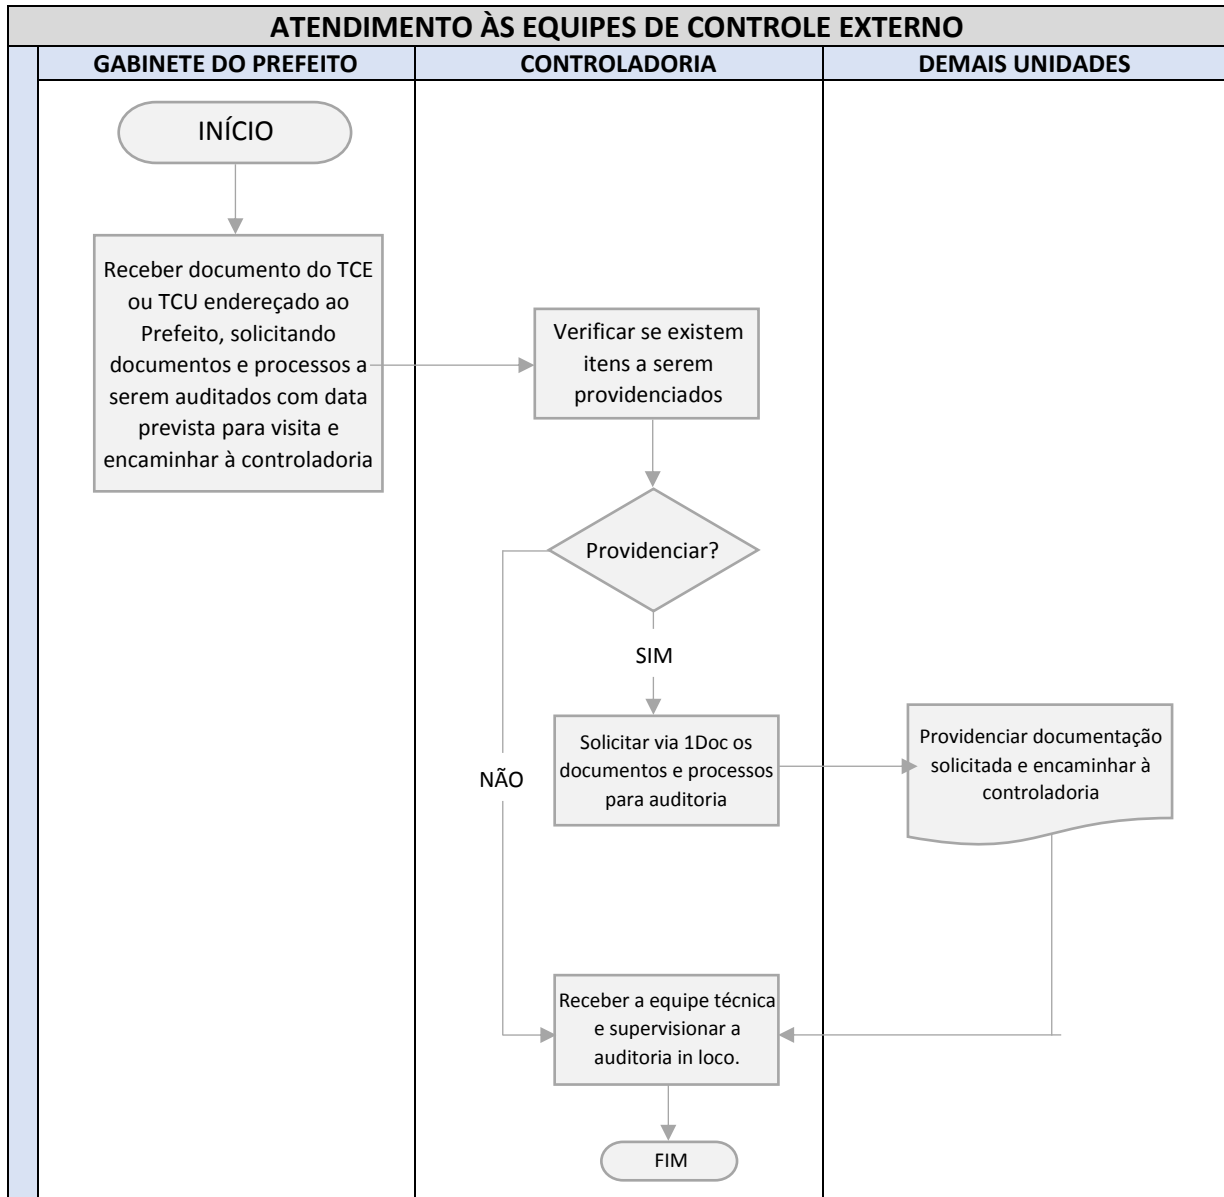 ATENDIMENTO ÀS EQUIPES DE CONTROLE EXTERNO
GABINETE DO PREFEITO
CONTROLADORIA
DEMAIS UNIDADES
INÍCIO
Receber documento do TCE
ou TCU endereçado ao
Prefeito, solicitando
documentos e processos a
serem auditados com data
prevista para visita e
encaminhar à controladoria
Verificar se existem
itens a serem
providenciados
Providenciar?
SIM
NÃO
Solicitar via 1Doc os
documentos e processos
para auditoria
Providenciar documentação
solicitada e encaminhar à
controladoria
Receber a equipe técnica
e supervisionar a
auditoria in loco.
FIM